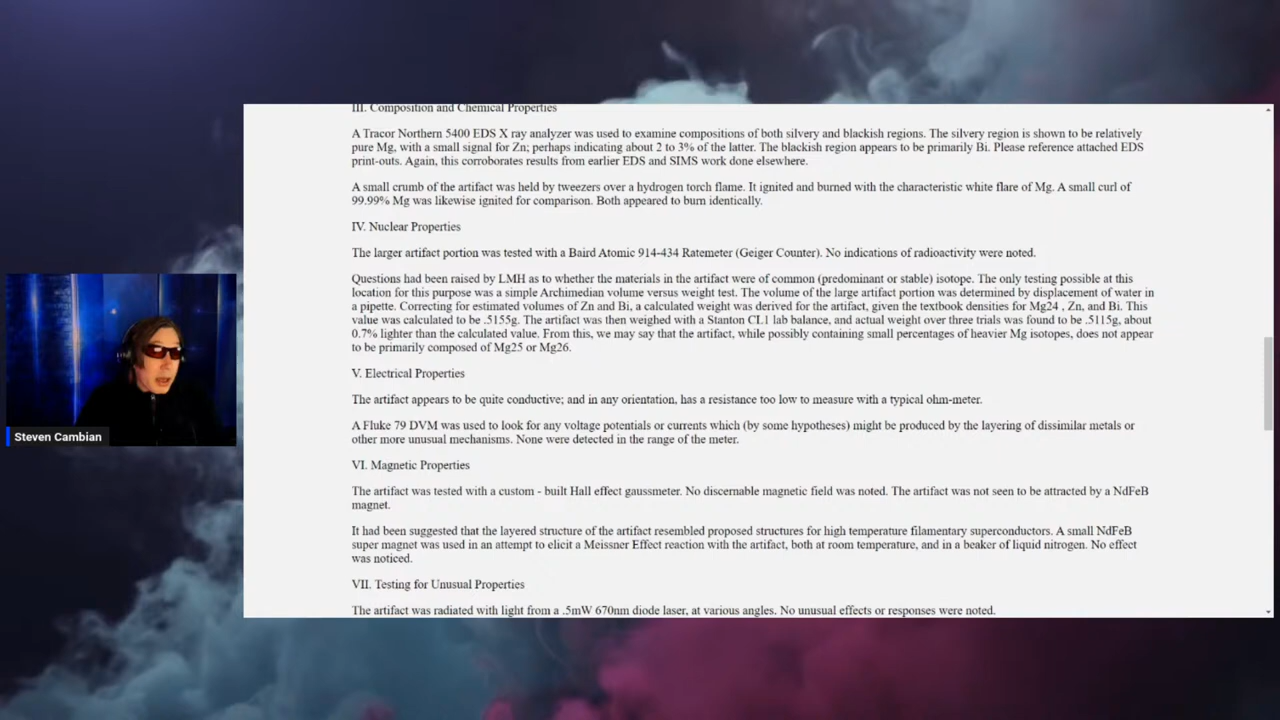 III. Composition and Chemical Properties
A Tracor Northern 5400 EDS X ray analyzer was used to examine compositions of both silvery and blackish regions. The silvery region is shown to be relatively
pure Mg, with a small signal for Zn; perhaps indicating about 2 to 3% of the latter. The blackish region appears to be primarily Bi. Please reference attached EDS
print-outs. Again, this corroborates results from earlier EDS and SIMS work done elsewhere.
A small crumb of the artifact was held by tweezers over a hydrogen torch flame. It ignited and burned with the characteristic white flare of Mg. A small curl of
99.99% Mg was likewise ignited for comparison. Both appeared to burn identically.
IV. Nuclear Properties
The larger artifact portion was tested with a Baird Atomic 914-434 Ratemeter (Geiger Counter). No indications of radioactivity were noted.
Questions had been raised by LMH as to whether the materials in the artifact were of common (predominant or stable) isotope. The only testing possible at this
location for this purpose was a simple Archimedian volume versus weight test. The volume of the large artifact portion was determined by displacement of water in
a pipette. Correcting for estimated volumes of Zn and Bi, a calculated weight was derived for the artifact, given the textbook densities for Mg24 , Zn, and Bi. This
value was calculated to be .5155g. The artifact was then weighed with a Stanton CL1 lab balance, and actual weight over three trials was found to be .5115g, about
0.7% lighter than the calculated value. From this, we may say that the artifact, while possibly containing small percentages of heavier Mg isotopes, does not appear
to be primarily composed of Mg25 or Mg26.
V. Electrical Properties
The artifact appears to be quite conductive; and in any orientation, has a resistance too low to measure with a typical ohm-meter.
A Fluke 79 DVM was used to look for any voltage potentials or currents which (by some hypotheses) might be produced by the layering of dissimilar metals or
other more unusual mechanisms. None were detected in the range of the meter.
VI. Magnetic Properties
The artifact was tested with a custom - built Hall effect gaussmeter. No discernable magnetic field was noted. The artifact was not seen to be attracted by a NdFeB
magnet.
It had been suggested that the layered structure of the artifact resembled proposed structures for high temperature filamentary superconductors. A small NdFeB
super magnet was used in an attempt to elicit a Meissner Effect reaction with the artifact, both at room temperature, and in a beaker of liquid nitrogen. No effect
was noticed.
VII. Testing for Unusual Properties
The artifact was radiated with light from a .5mW 670nm diode laser, at various angles. No unusual effects or responses were noted.
Steven Cambian